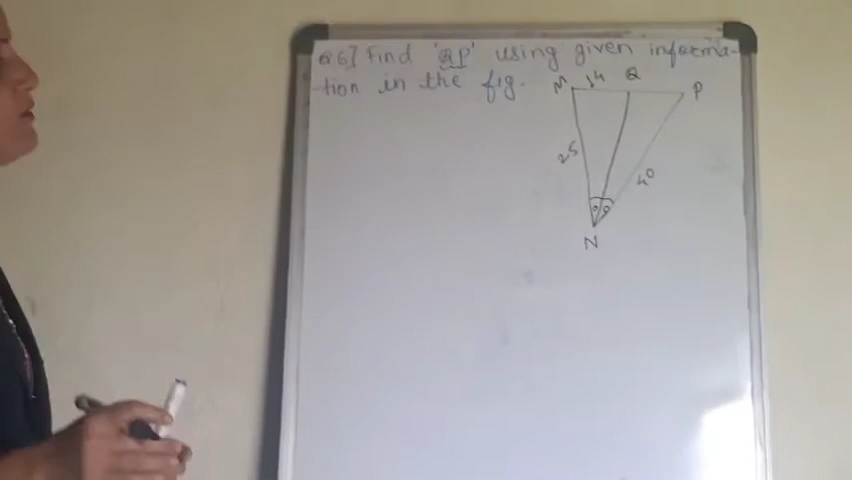 Q6] Find 'QP' using given informa-
-tion in the fig.
M 14 Q P
25
40
N